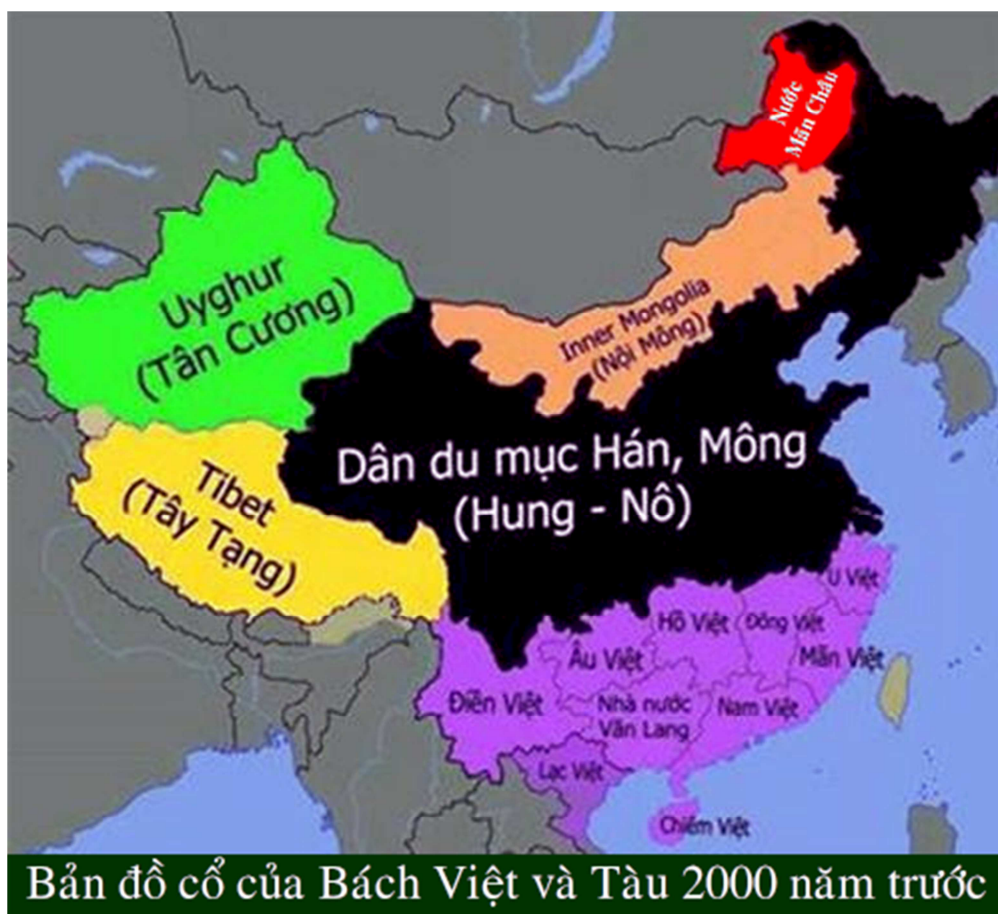 Nước
Mãn Châu
Uyghur
(Tân Cương)
Inner Mongolia
(Nội Mông)
Dân du mục Hán, Mông
(Hung - Nô)
Tibet
(Tây Tạng)
U Việt
Hồ Việt
Đông Việt
Âu Việt
Mân Việt
Điền Việt
Nhà nước
Văn Lang
Nam Việt
Lạc Việt
Chiêm Việt
Bản đồ cổ của Bách Việt và Tàu 2000 năm trước